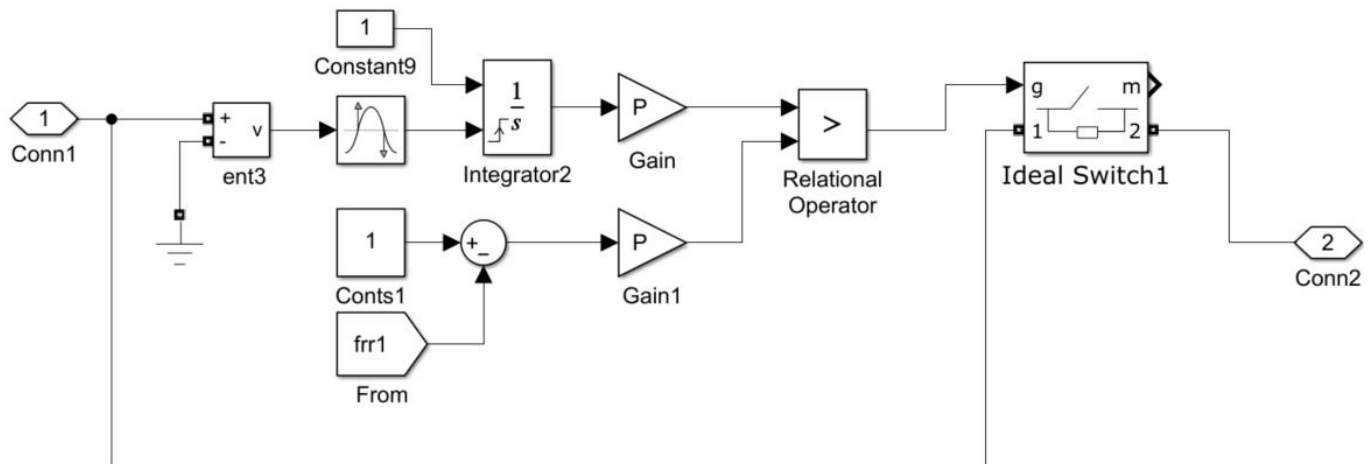 1
Constant9
1
s
P
g
m
1
Conn1
+
-
v
>
1
2
ent3
Integrator2
Gain
Relational
Operator
Ideal Switch1
1
+
-
P
2
Conts1
Gain1
Conn2
frr1
From